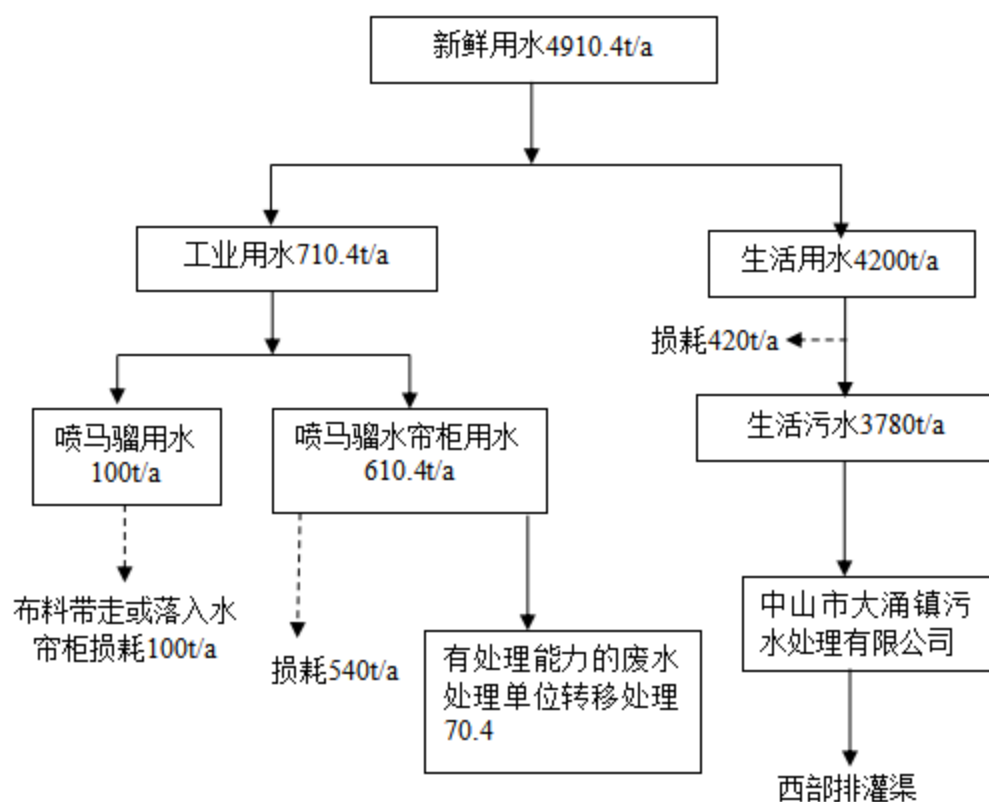 新鲜用水4910.4t/a
工业用水710.4t/a
生活用水4200t/a
损耗420t/a
喷马骝用水
100t/a
喷马骝水帘柜用水
610.4t/a
生活污水3780t/a
布料带走或落入水
帘柜损耗100t/a
损耗540t/a
有处理能力的废水
处理单位转移处理
70.4
中山市大涌镇污
水处理有限公司
西部排灌渠